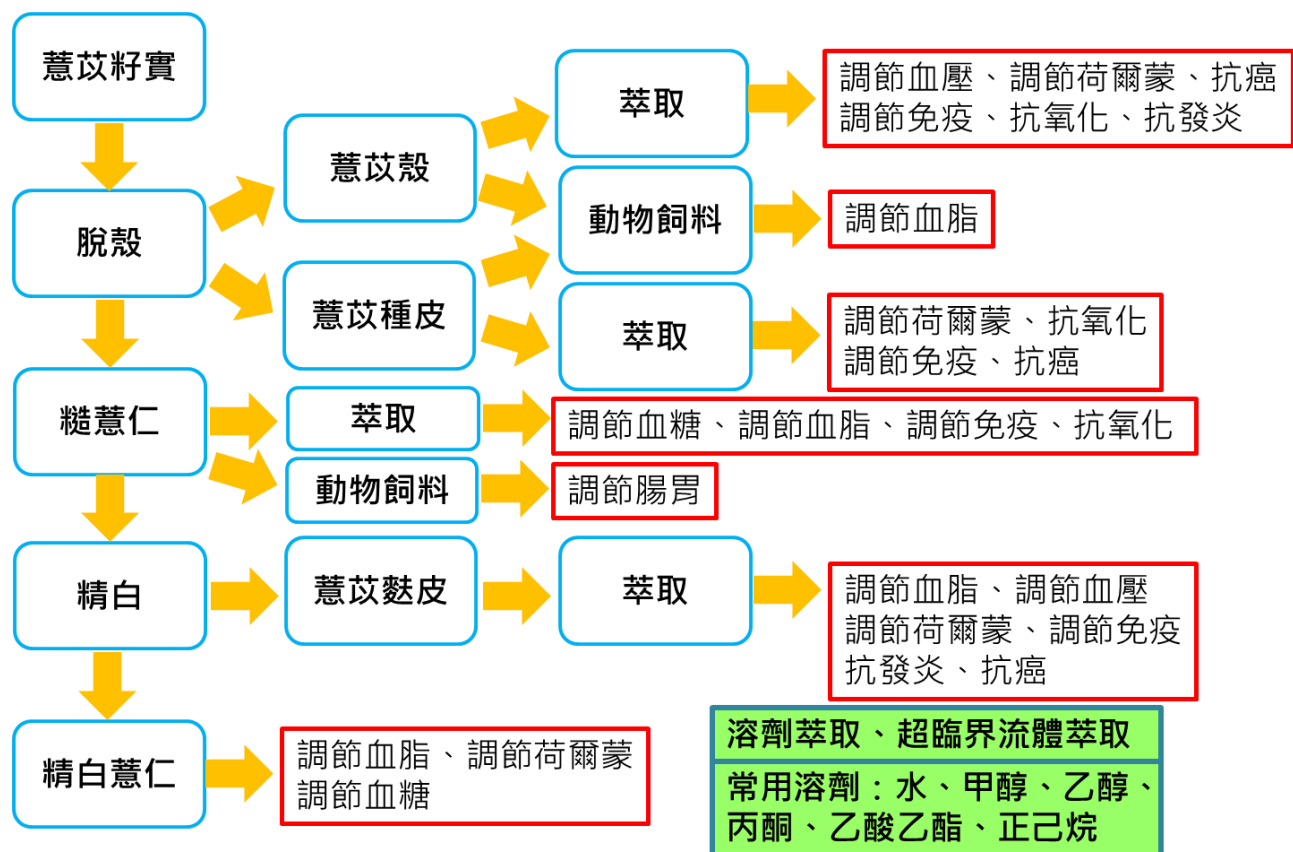 薏苡籽實
脫殼
薏苡殼
萃取
調節血壓、調節荷爾蒙、抗癌
調節免疫、抗氧化、抗發炎
動物飼料
調節血脂
薏苡種皮
萃取
調節荷爾蒙、抗氧化
調節免疫、抗癌
糙薏仁
萃取
調節血糖、調節血脂、調節免疫、抗氧化
動物飼料
調節腸胃
精白
薏苡麩皮
萃取
調節血脂、調節血壓
調節荷爾蒙、調節免疫
抗發炎、抗癌
精白薏仁
調節血脂、調節荷爾蒙
調節血糖
溶劑萃取、超臨界流體萃取
常用溶劑：水、甲醇、乙醇、
丙酮、乙酸乙酯、正己烷